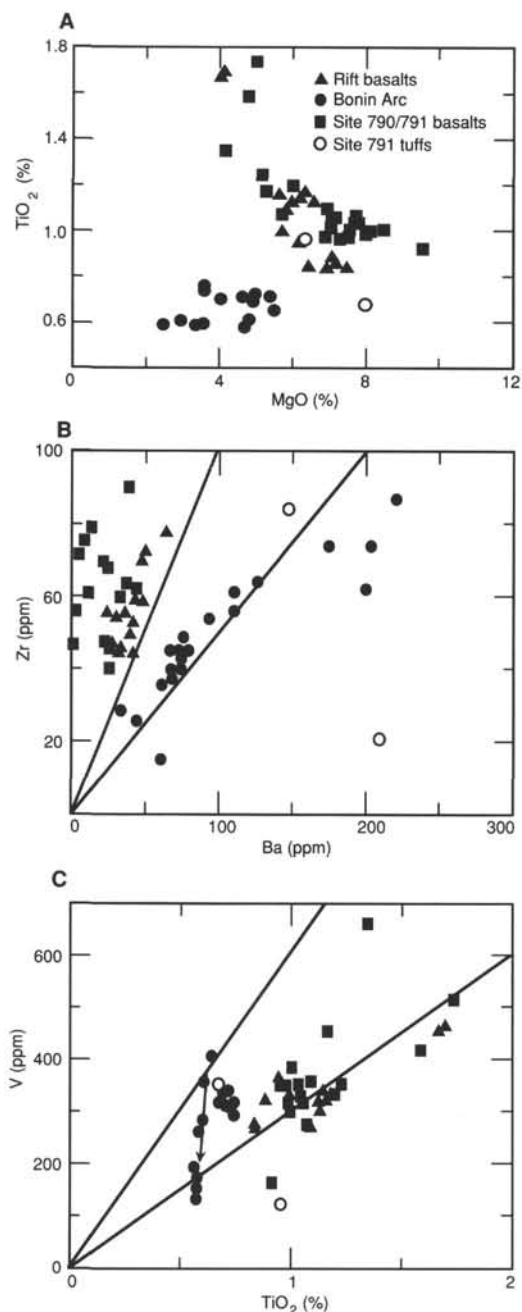 A
1.8
1.4
1.0
0.6
TiO2 (%)
▲ Rift basalts
● Bonin Arc
■ Site 790/791 basalts
○ Site 791 tuffs
0 4 8 12
MgO (%)
B
100
60
20
Zr (ppm)
0 100 200 300
Ba (ppm)
C
600
400
200
0
V (ppm)
0 1 2
TiO2 (%)